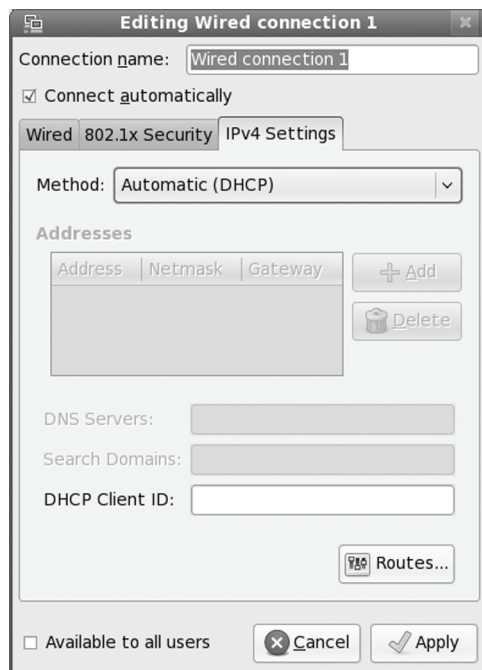 Editing Wired connection 1
Connection name: Wired connection 1
Connect automatically
Wired 802.1x Security IPv4 Settings
Method: Automatic (DHCP)
Addresses
Address Netmask Gateway
Add
Delete
DNS Servers:
Search Domains:
DHCP Client ID:
Routes...
Available to all users Cancel Apply